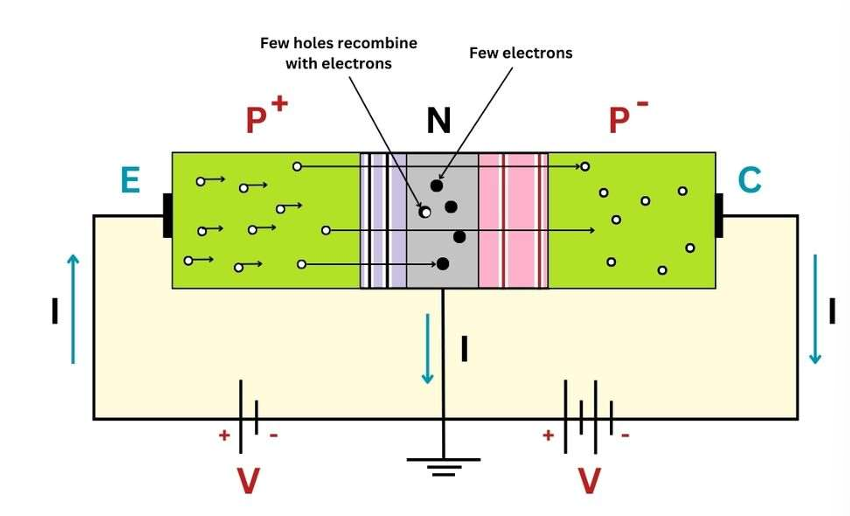 Few holes recombine
with electrons
Few electrons
P+
N
P-
E
C
I
I
I
+
-
+
-
V
V